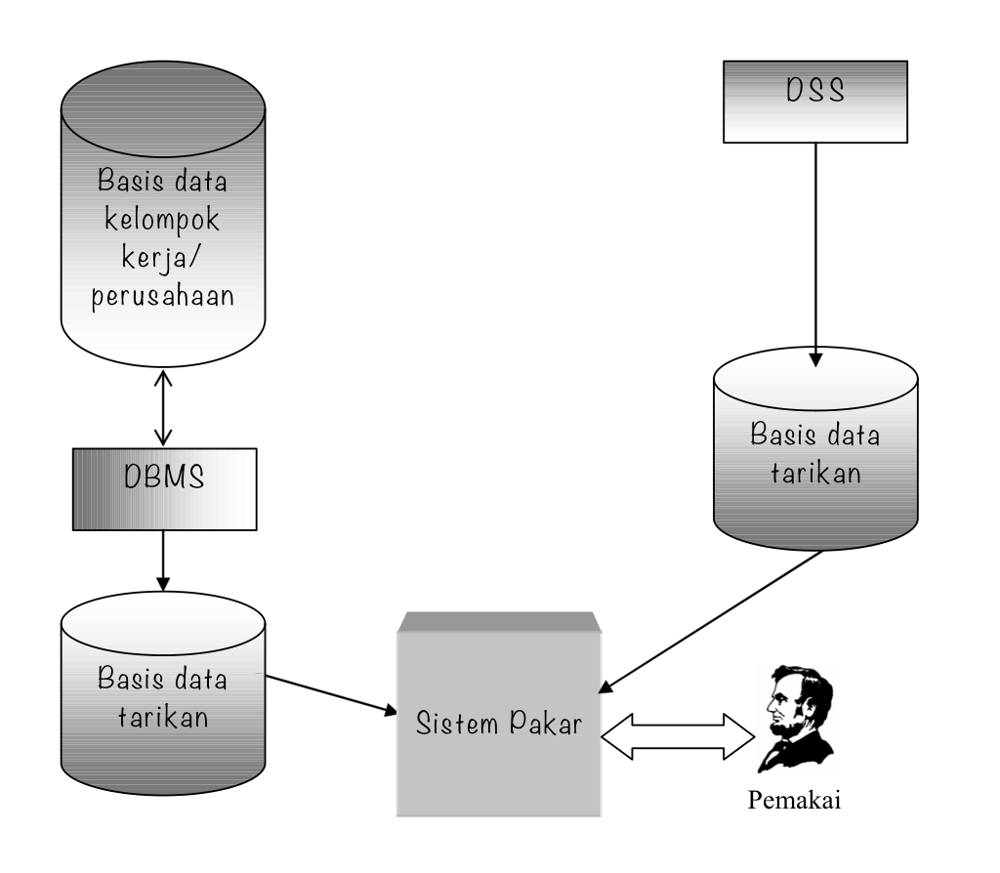 Basis data
kelompok
kerja/
perusahaan
DSS
DBMS
Basis data
tarikan
Basis data
tarikan
Sistem Pakar
Pemakai